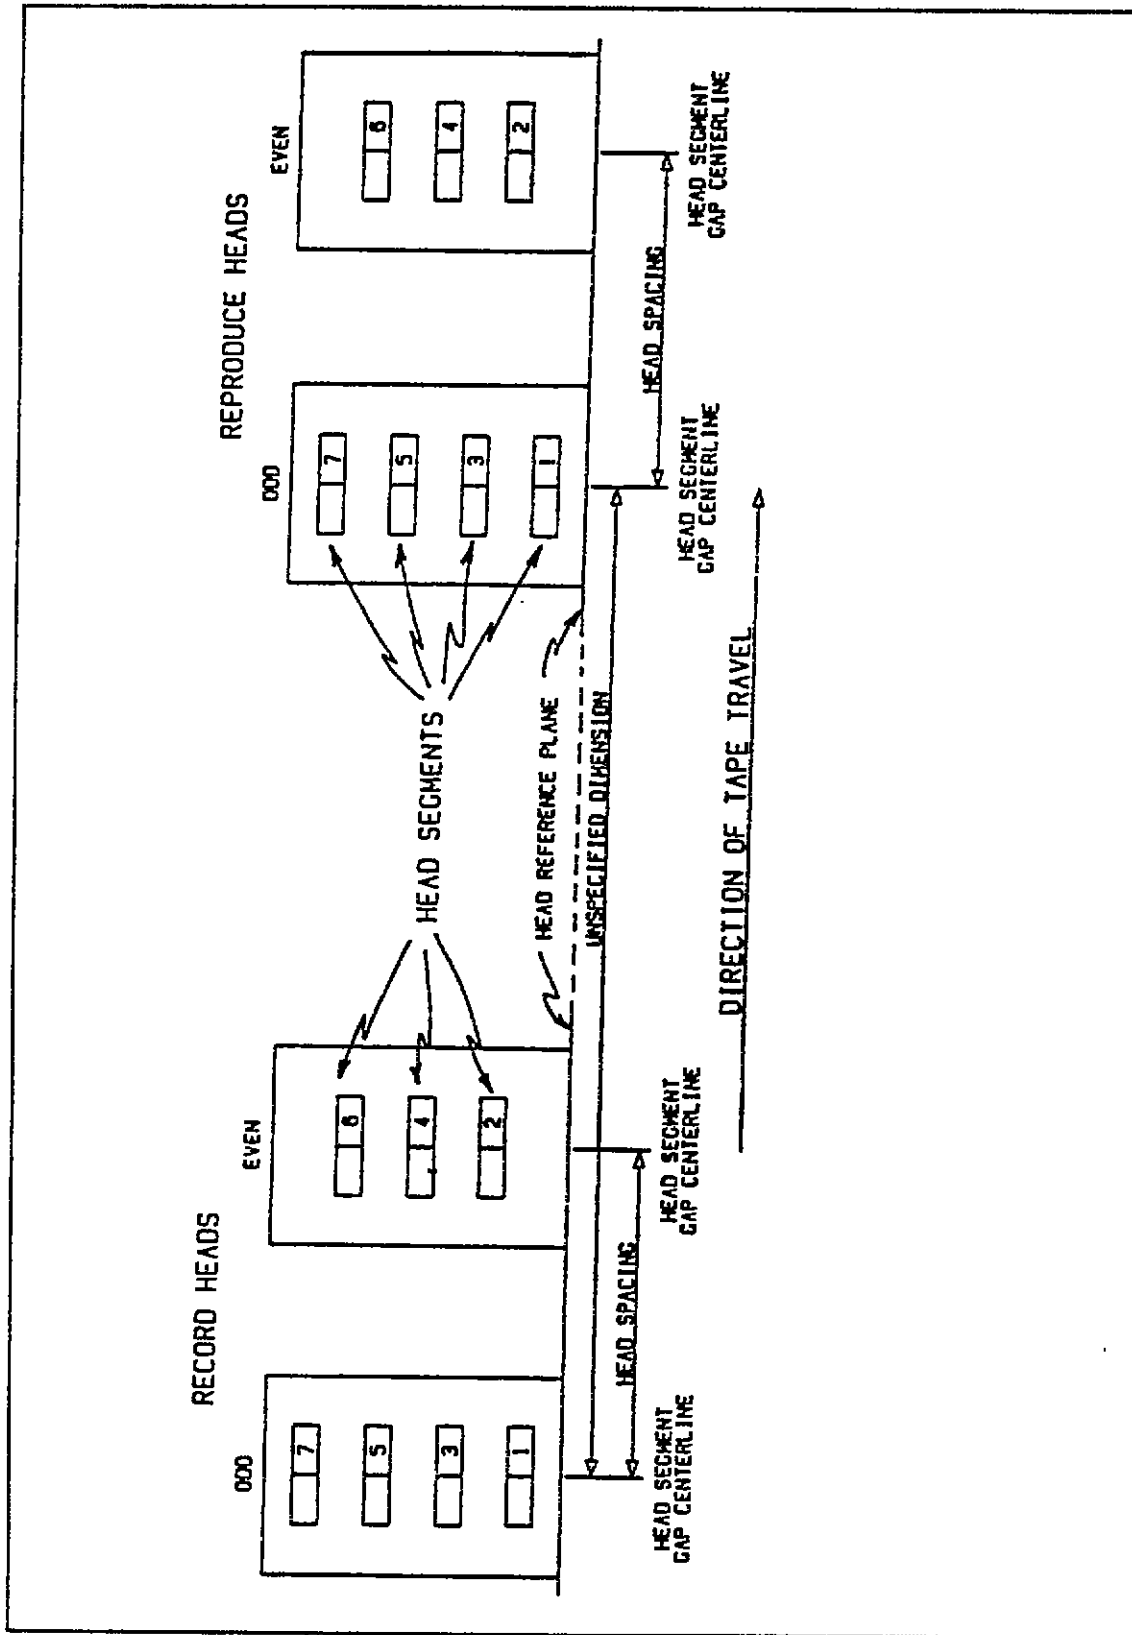 RECORD HEADS
REPRODUCE HEADS
ODD
EVEN
ODD
EVEN
7
5
3
1
6
4
2
7
5
3
1
6
4
2
HEAD SEGMENTS
HEAD REFERENCE PLANE
UNSPECIFIED DIMENSION
HEAD SPACING
HEAD SPACING
HEAD SEGMENT
GAP CENTERLINE
HEAD SEGMENT
GAP CENTERLINE
HEAD SEGMENT
GAP CENTERLINE
HEAD SEGMENT
GAP CENTERLINE
DIRECTION OF TAPE TRAVEL